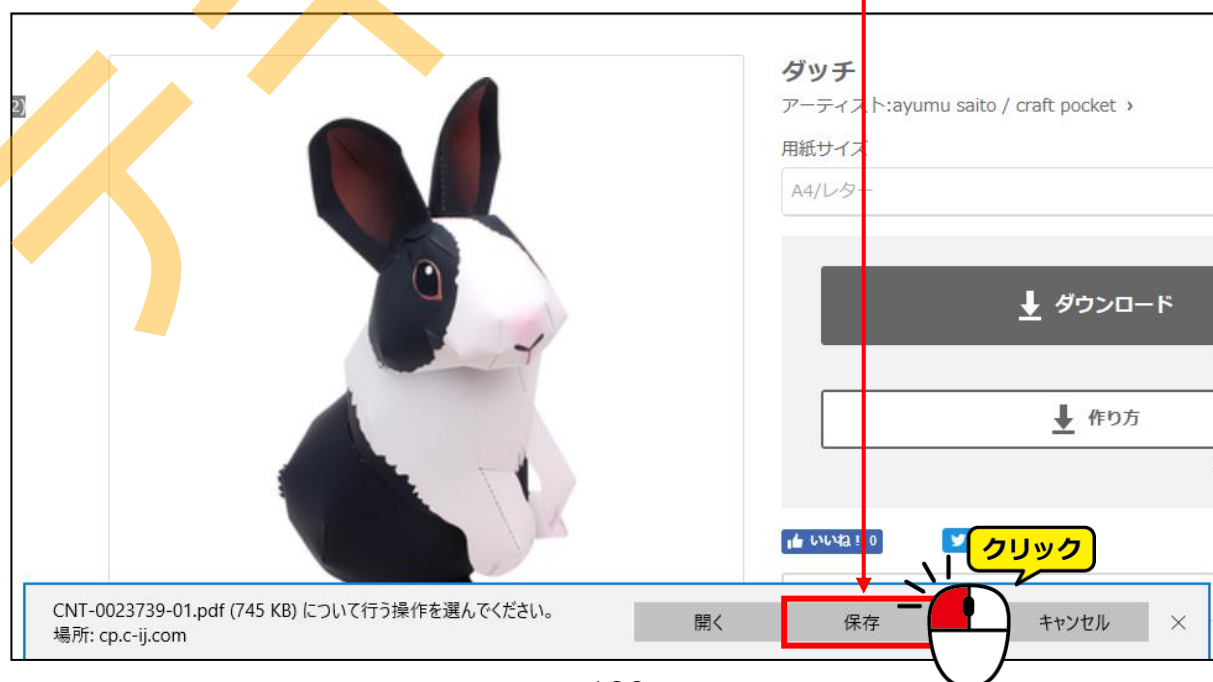 ダッチ
2)
アーティスト:ayumu saito / craft pocket ›
用紙サイズ
A4/レター
ダウンロード
作り方
いいね! 0
クリック
CNT-0023739-01.pdf (745 KB) について行う操作を選んでください。
場所: cp.c-ij.com
開く
保存
キャンセル
×